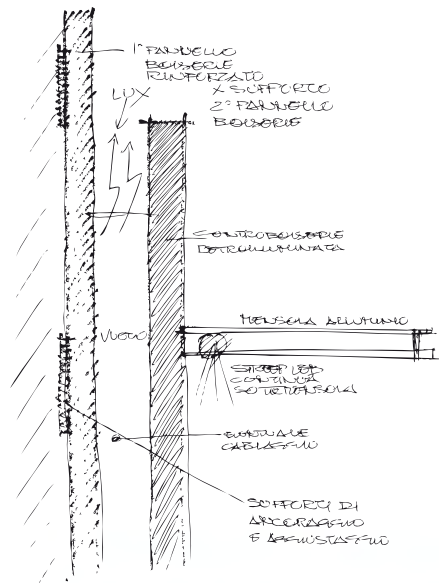 1° PANNELLO
BOISERIE
RINFORZATO
X SUPPORTO
2° PANNELLO
BOISERIE
LUX
CONTROBOISERIE
RETROILLUMINATA
MENSOLA ALLUMINIO
VUOTO
STRIP LED
CONTINUA
SOTTOMENSOLA
CABLAGGIO
SUPPORTI DI
ANCORAGGIO
E AGGIUSTAGGIO